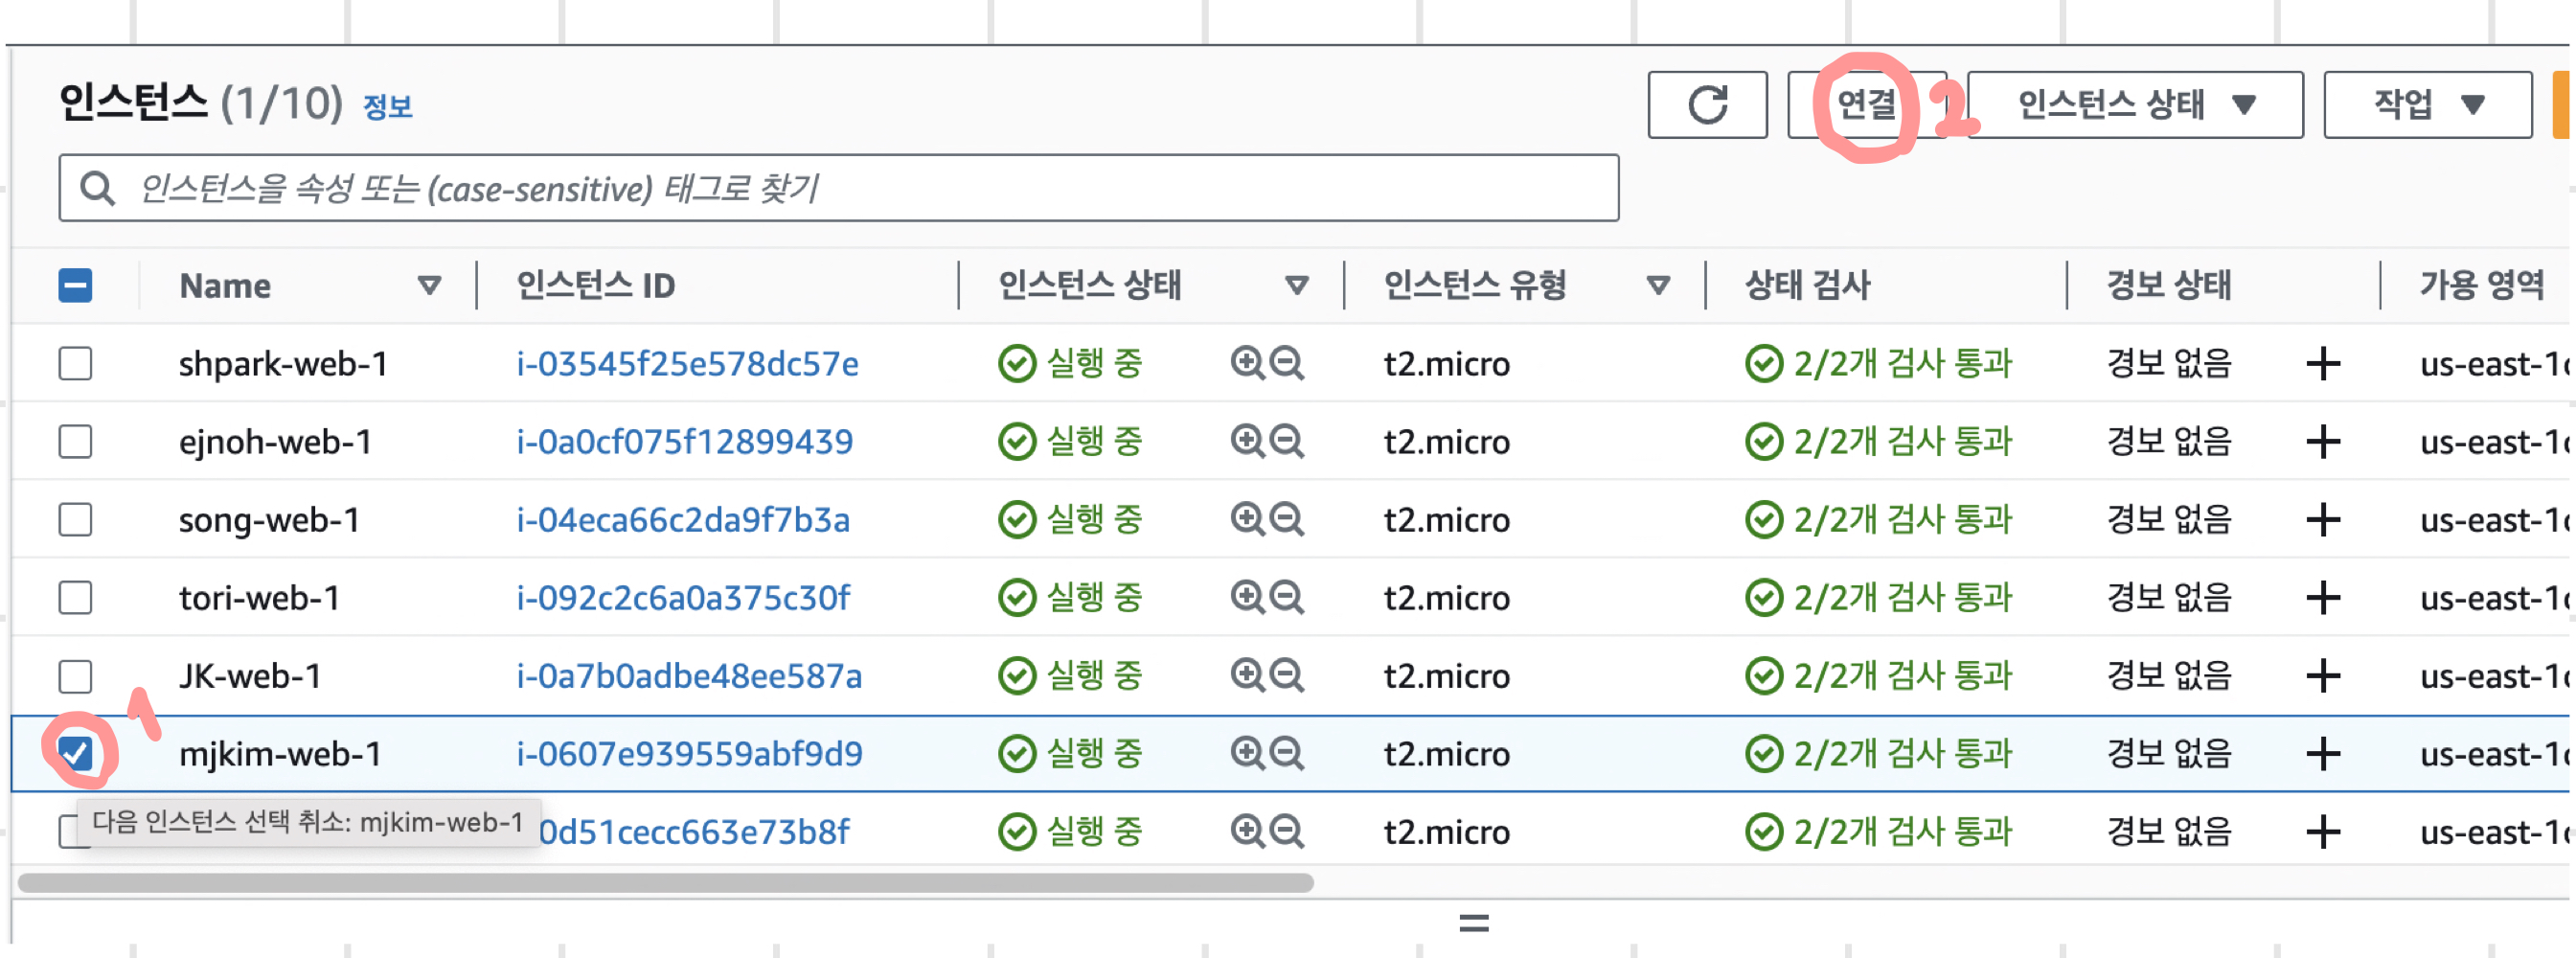 인스턴스 (1/10) 정보
연결 2 인스턴스 상태 작업
인스턴스을 속성 또는 (case-sensitive) 태그로 찾기
Name 인스턴스 ID 인스턴스 상태 인스턴스 유형 상태 검사 경보 상태 가용 영역
shpark-web-1 i-03545f25e578dc57e 실행 중 t2.micro 2/2개 검사 통과 경보 없음 + us-east-1
ejnoh-web-1 i-0a0cf075f12899439 실행 중 t2.micro 2/2개 검사 통과 경보 없음 + us-east-1
song-web-1 i-04eca66c2da9f7b3a 실행 중 t2.micro 2/2개 검사 통과 경보 없음 + us-east-1
tori-web-1 i-092c2c6a0a375c30f 실행 중 t2.micro 2/2개 검사 통과 경보 없음 + us-east-1
JK-web-1 i-0a7b0adbe48ee587a 실행 중 t2.micro 2/2개 검사 통과 경보 없음 + us-east-1
1
mjkim-web-1 i-0607e939559abf9d9 실행 중 t2.micro 2/2개 검사 통과 경보 없음 + us-east-1
다음 인스턴스 선택 취소: mjkim-web-1
0d51cecc663e73b8f 실행 중 t2.micro 2/2개 검사 통과 경보 없음 + us-east-1